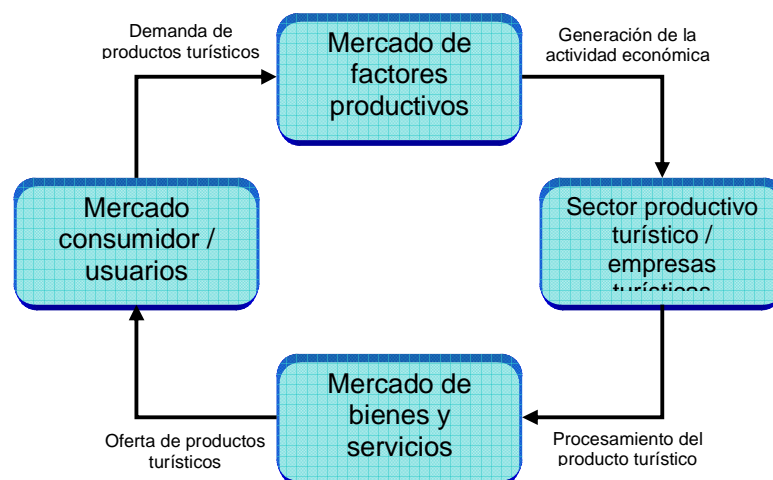 Demanda de
productos turísticos
Mercado de
factores
productivos
Generación de la
actividad económica
Mercado
consumidor /
usuarios
Sector productivo
turístico /
empresas
turísticas
Mercado de
bienes y
servicios
Oferta de productos
turísticos
Procesamiento del
producto turístico